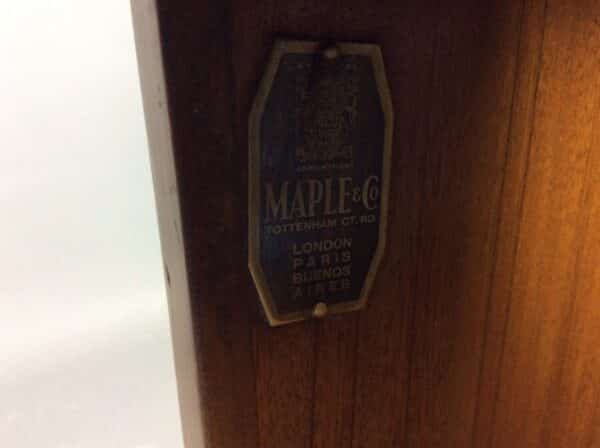 MAPLE & Co
TOTTENHAM CT. RD
LONDON
PARIS
BUENOS
AIRES